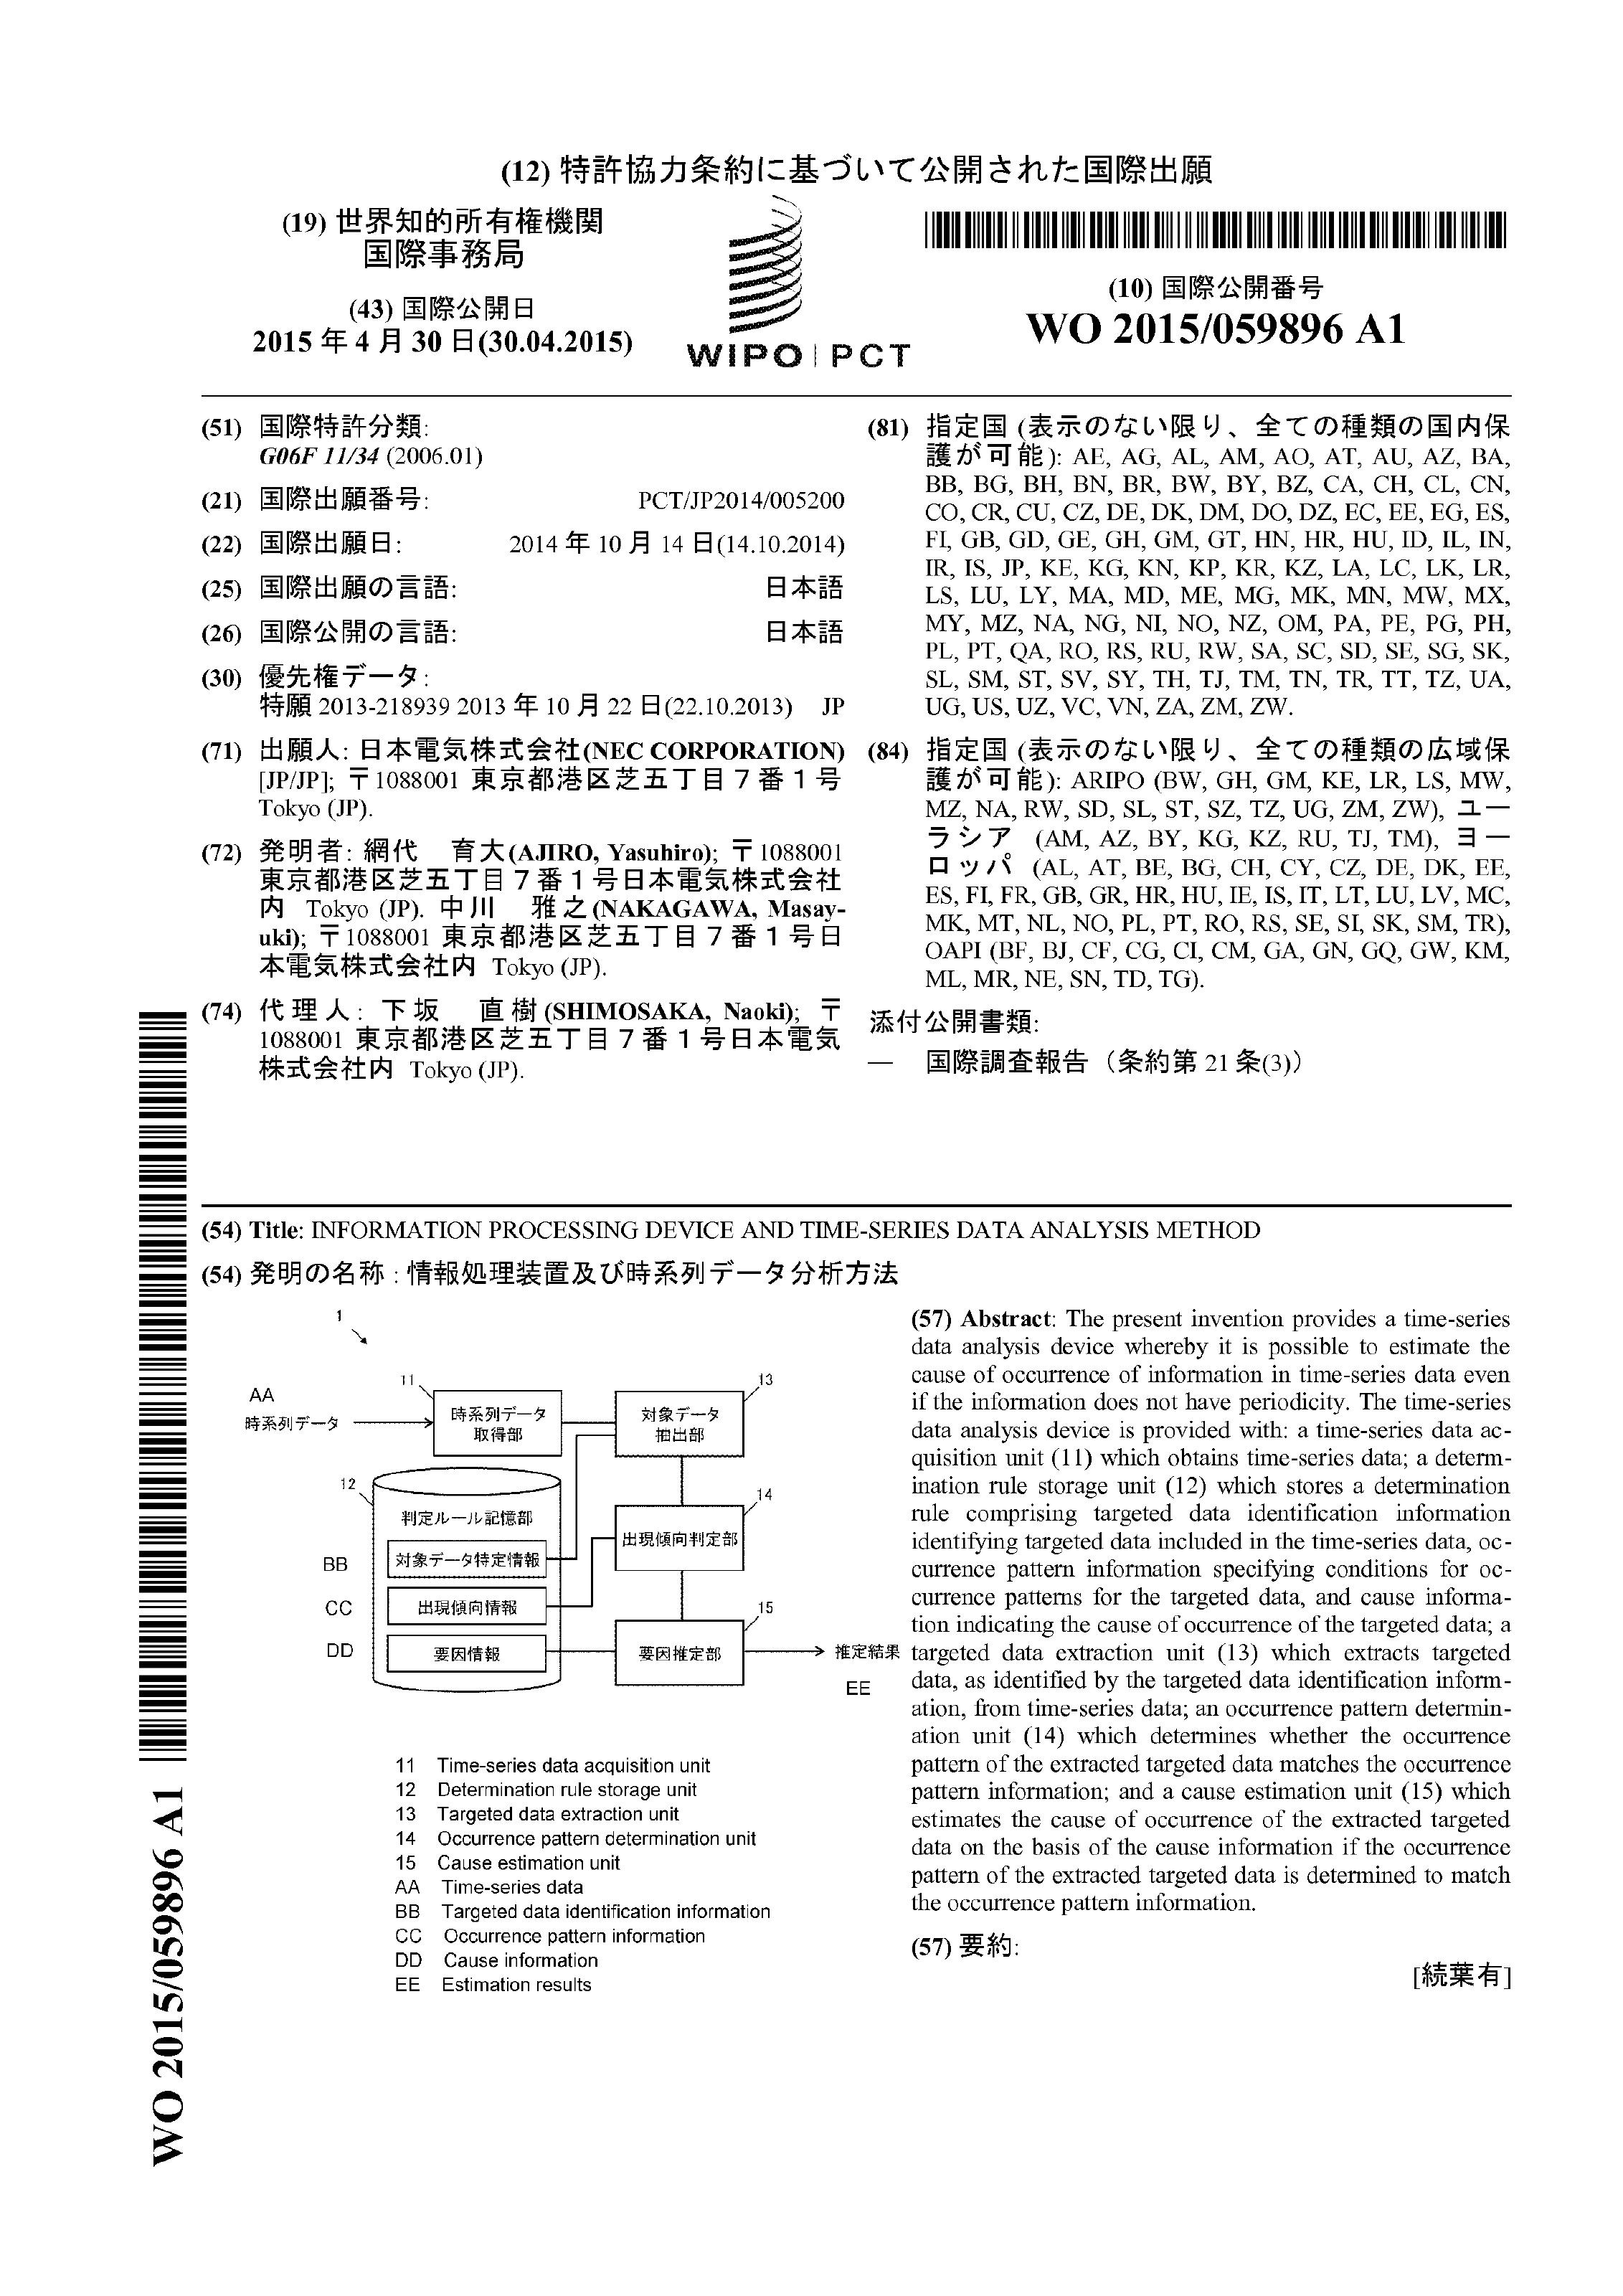 (12) 特許協力条約に基づいて公開された国際出願
(19) 世界知的所有権機関
国際事務局
(43) 国際公開日
2015 年 4 月 30 日(30.04.2015)
WIPO | PCT
(10) 国際公開番号
WO 2015/059896 A1
(51) 国際特許分類:
G06F 11/34 (2006.01)
(21) 国際出願番号: PCT/JP2014/005200
(22) 国際出願日: 2014 年 10 月 14 日(14.10.2014)
(25) 国際出願の言語: 日本語
(26) 国際公開の言語: 日本語
(30) 優先権データ:
特願 2013-218939 2013 年 10 月 22 日(22.10.2013) JP
(71) 出願人: 日本電気株式会社(NEC CORPORATION)
[JP/JP]; 〒1088001 東京都港区芝五丁目7番1号
Tokyo (JP).
(72) 発明者: 網代 育大(AJIRO, Yasuhiro); 〒1088001
東京都港区芝五丁目7番1号日本電気株式会社
内 Tokyo (JP). 中川 雅之(NAKAGAWA, Masay-
uki); 〒1088001 東京都港区芝五丁目7番1号日
本電気株式会社内 Tokyo (JP).
(74) 代理人: 下坂 直樹(SHIMOSAKA, Naoki); 〒
1088001 東京都港区芝五丁目7番1号日本電気
株式会社内 Tokyo (JP).
(81) 指定国 (表示のない限り、全ての種類の国内保
護が可能): AE, AG, AL, AM, AO, AT, AU, AZ, BA,
BB, BG, BH, BN, BR, BW, BY, BZ, CA, CH, CL, CN,
CO, CR, CU, CZ, DE, DK, DM, DO, DZ, EC, EE, EG, ES,
FI, GB, GD, GE, GH, GM, GT, HN, HR, HU, ID, IL, IN,
IR, IS, JP, KE, KG, KN, KP, KR, KZ, LA, LC, LK, LR,
LS, LU, LY, MA, MD, ME, MG, MK, MN, MW, MX,
MY, MZ, NA, NG, NI, NO, NZ, OM, PA, PE, PG, PH,
PL, PT, QA, RO, RS, RU, RW, SA, SC, SD, SE, SG, SK,
SL, SM, ST, SV, SY, TH, TJ, TM, TN, TR, TT, TZ, UA,
UG, US, UZ, VC, VN, ZA, ZM, ZW.
(84) 指定国 (表示のない限り、全ての種類の広域保
護が可能): ARIPO (BW, GH, GM, KE, LR, LS, MW,
MZ, NA, RW, SD, SL, ST, SZ, TZ, UG, ZM, ZW), ユー
ラシア (AM, AZ, BY, KG, KZ, RU, TJ, TM), ヨー
ロッパ (AL, AT, BE, BG, CH, CY, CZ, DE, DK, EE,
ES, FI, FR, GB, GR, HR, HU, IE, IS, IT, LT, LU, LV, MC,
MK, MT, NL, NO, PL, PT, RO, RS, SE, SI, SK, SM, TR),
OAPI (BF, BJ, CF, CG, CI, CM, GA, GN, GQ, GW, KM,
ML, MR, NE, SN, TD, TG).
添付公開書類:
— 国際調査報告 (条約第 21 条(3))
(54) Title: INFORMATION PROCESSING DEVICE AND TIME-SERIES DATA ANALYSIS METHOD
(54) 発明の名称 : 情報処理装置及び時系列データ分析方法
1
AA
時系列データ
11
時系列データ
取得部
13
対象データ
抽出部
12
判定ルール記憶部
14
出現傾向判定部
BB
対象データ特定情報
CC
出現傾向情報
15
DD
要因情報
要因推定部
推定結果
EE
11 Time-series data acquisition unit
12 Determination rule storage unit
13 Targeted data extraction unit
14 Occurrence pattern determination unit
15 Cause estimation unit
AA Time-series data
BB Targeted data identification information
CC Occurrence pattern information
DD Cause information
EE Estimation results
(57) Abstract: The present invention provides a time-series
data analysis device whereby it is possible to estimate the
cause of occurrence of information in time-series data even
if the information does not have periodicity. The time-series
data analysis device is provided with: a time-series data ac-
quisition unit (11) which obtains time-series data; a determ-
ination rule storage unit (12) which stores a determination
rule comprising targeted data identification information
identifying targeted data included in the time-series data, oc-
currence pattern information specifying conditions for oc-
currence patterns for the targeted data, and cause informa-
tion indicating the cause of occurrence of the targeted data; a
targeted data extraction unit (13) which extracts targeted
data, as identified by the targeted data identification inform-
ation, from time-series data; an occurrence pattern determin-
ation unit (14) which determines whether the occurrence
pattern of the extracted targeted data matches the occurrence
pattern information; and a cause estimation unit (15) which
estimates the cause of occurrence of the extracted targeted
data on the basis of the cause information if the occurrence
pattern of the extracted targeted data is determined to match
the occurrence pattern information.
(57) 要約:
[続葉有]
WO 2015/059896 A1